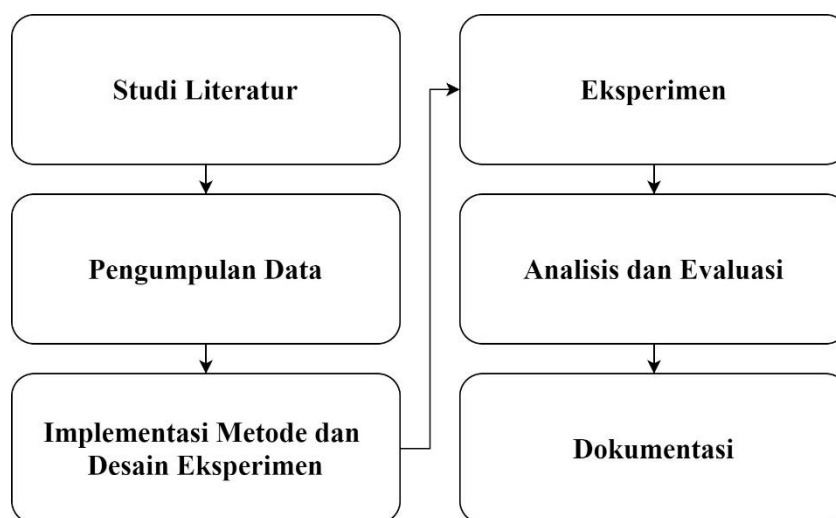 Studi Literatur
Pengumpulan Data
Implementasi Metode dan
Desain Eksperimen
Eksperimen
Analisis dan Evaluasi
Dokumentasi